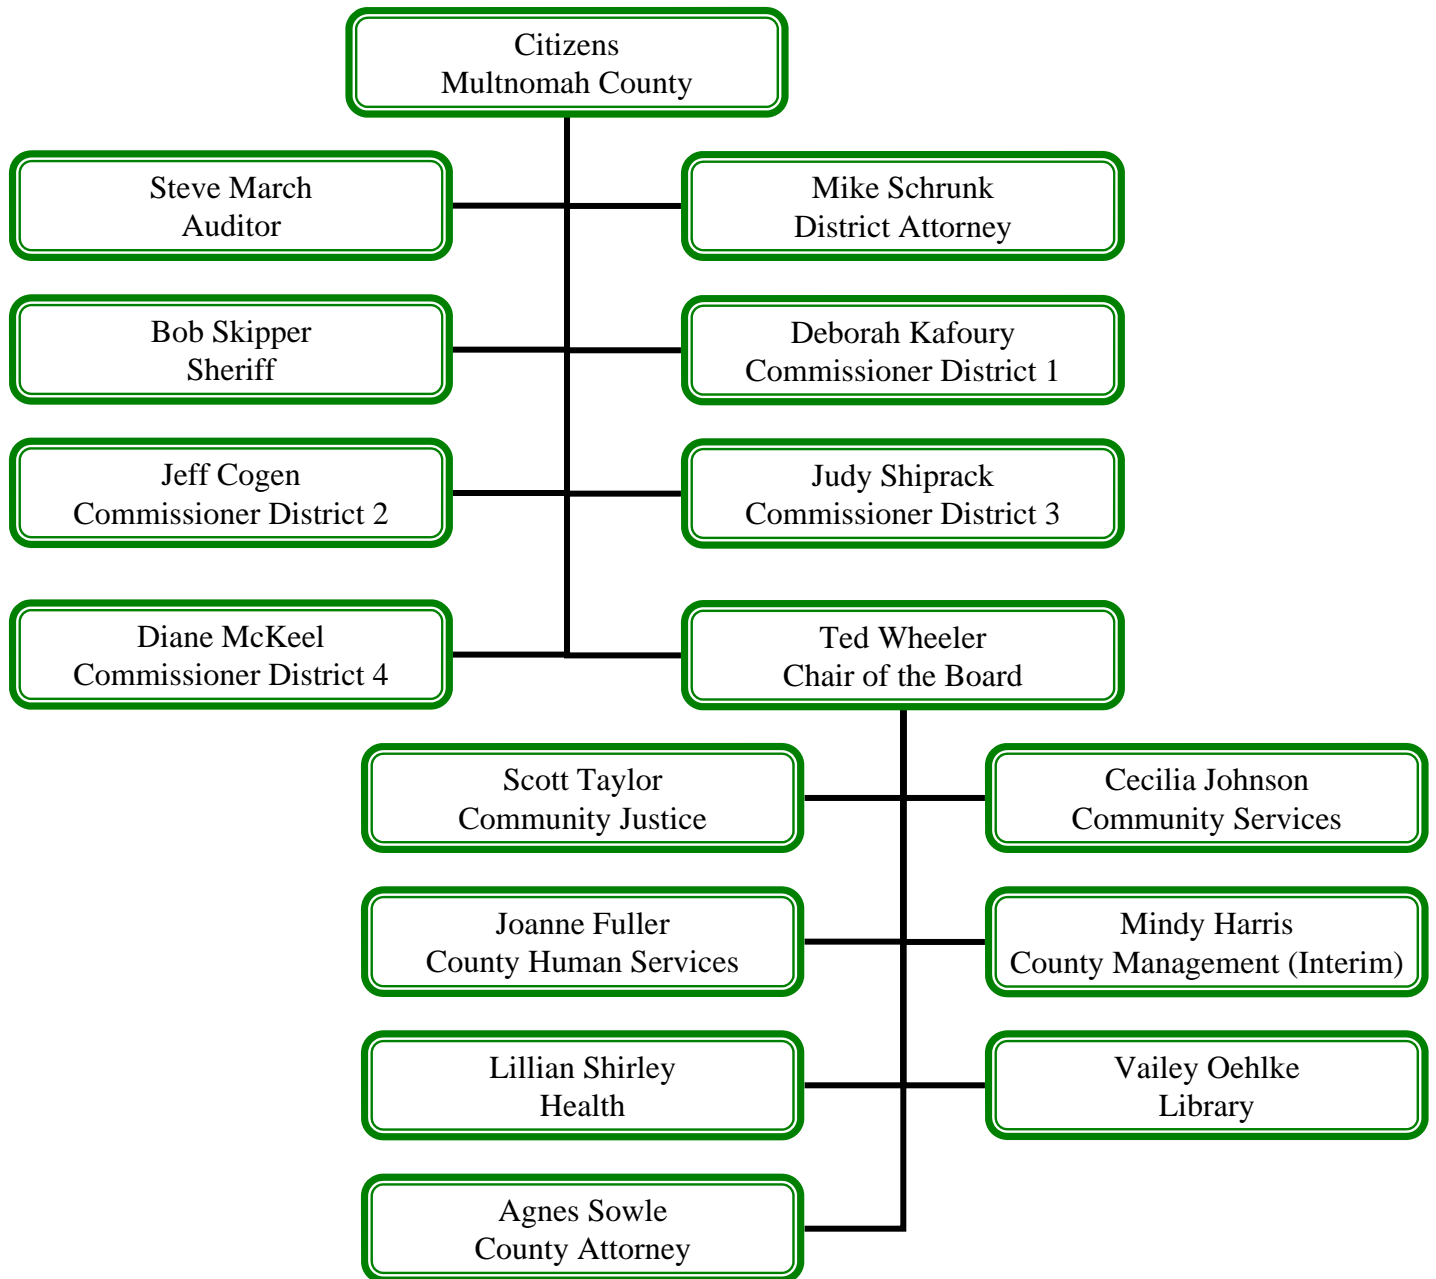 Citizens
Multnomah County
Steve March
Auditor
Mike Schrunk
District Attorney
Bob Skipper
Sheriff
Deborah Kafoury
Commissioner District 1
Jeff Cogen
Commissioner District 2
Judy Shiprack
Commissioner District 3
Diane McKeel
Commissioner District 4
Ted Wheeler
Chair of the Board
Scott Taylor
Community Justice
Cecilia Johnson
Community Services
Joanne Fuller
County Human Services
Mindy Harris
County Management (Interim)
Lillian Shirley
Health
Vailey Oehlke
Library
Agnes Sowle
County Attorney